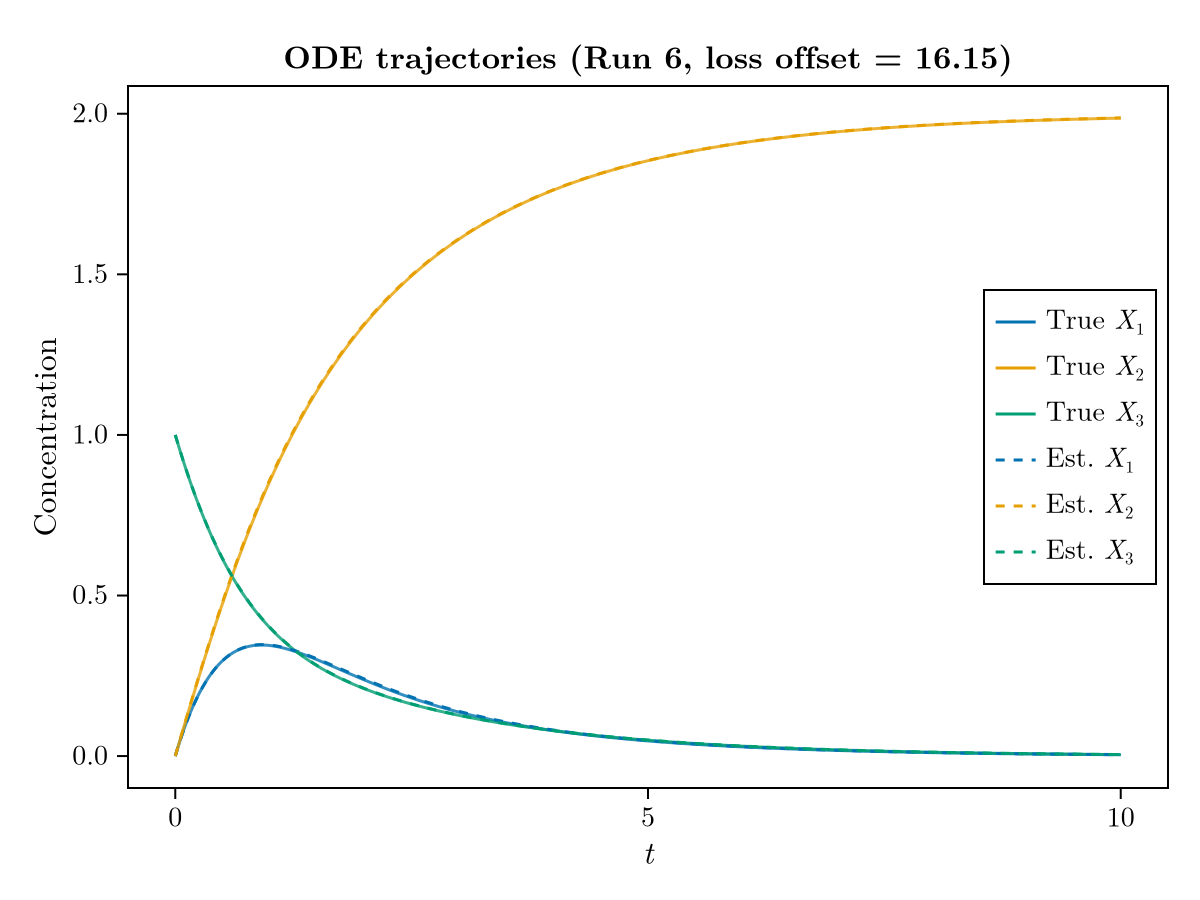 ODE trajectories (Run 6, loss offset = 16.15)
Concentration
2.0
1.5
1.0
0.5
0.0
0
5
10
t
True X₁
True X₂
True X₃
Est. X₁
Est. X₂
Est. X₃